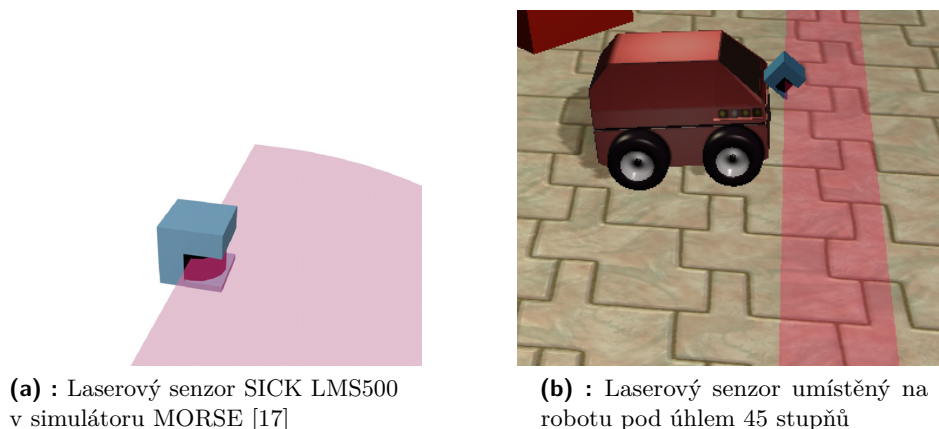 (a) : Laserový senzor SICK LMS500
v simulátoru MORSE [17]
(b) : Laserový senzor umístěný na
robotu pod úhlem 45 stupňů